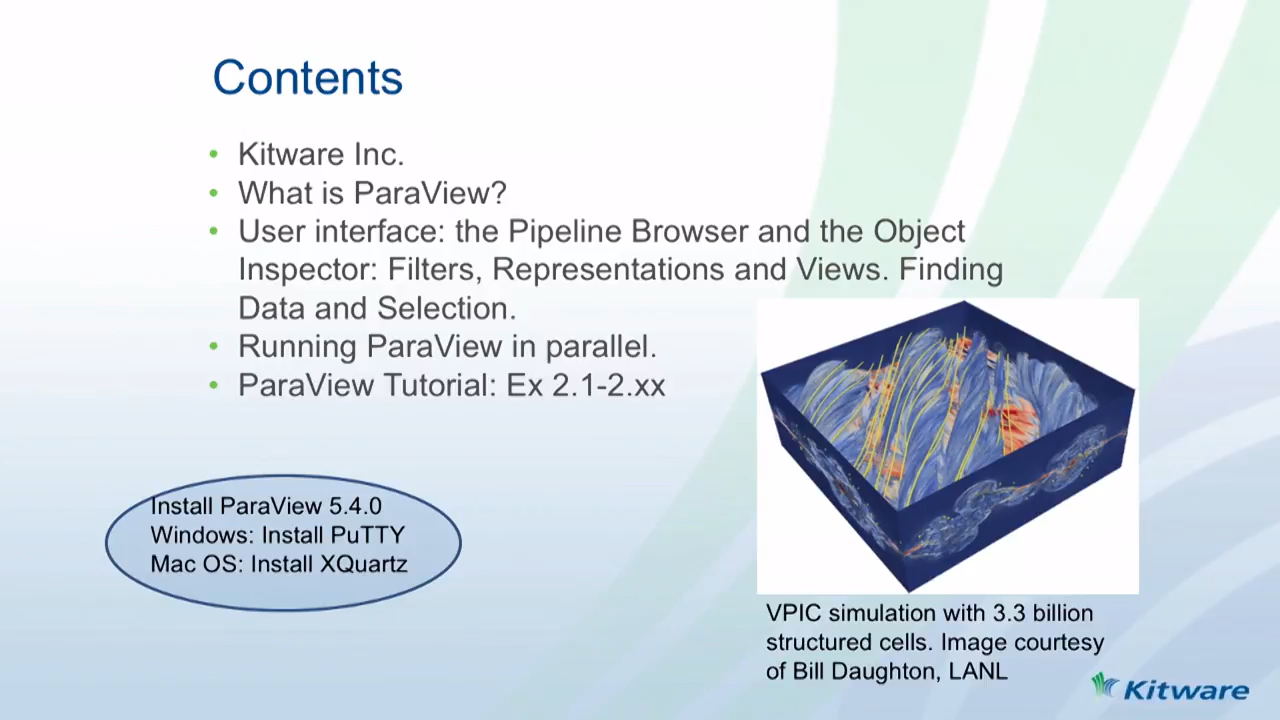 Contents
• Kitware Inc.
• What is ParaView?
• User interface: the Pipeline Browser and the Object
Inspector: Filters, Representations and Views. Finding
Data and Selection.
• Running ParaView in parallel.
• ParaView Tutorial: Ex 2.1-2.xx
Install ParaView 5.4.0
Windows: Install PuTTY
Mac OS: Install XQuartz
VPIC simulation with 3.3 billion
structured cells. Image courtesy
of Bill Daughton, LANL
Kitware